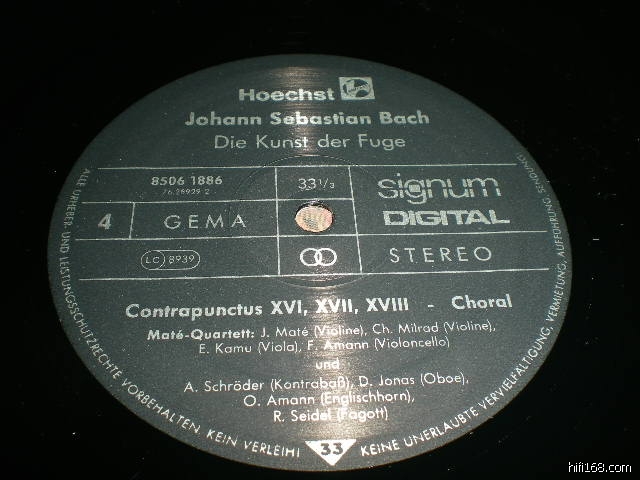 Hoechst
Johann Sebastian Bach
Die Kunst der Fuge
8506 1886
76.28929 2
33 1/3
signum
DIGITAL
4
GEMA
LC 8939
STEREO
Contrapunctus XVI, XVII, XVIII - Choral
Maté-Quartett: J. Maté (Violine), Ch. Milrad (Violine),
E. Kamu (Viola), F. Amann (Violoncello)
und
A. Schröder (Kontrabaß), D. Jonas (Oboe),
O. Amann (Englischhorn),
R. Seidel (Fagott)
ALLE URHEBER- UND LEISTUNGSSCHUTZRECHTE VORBEHALTEN. KEIN VERLEIH!
33
KEINE UNERLAUBTE VERVIELFÄLTIGUNG, VERMIETUNG, AUFFÜHRUNG, SENDUNG!
hifi168.com